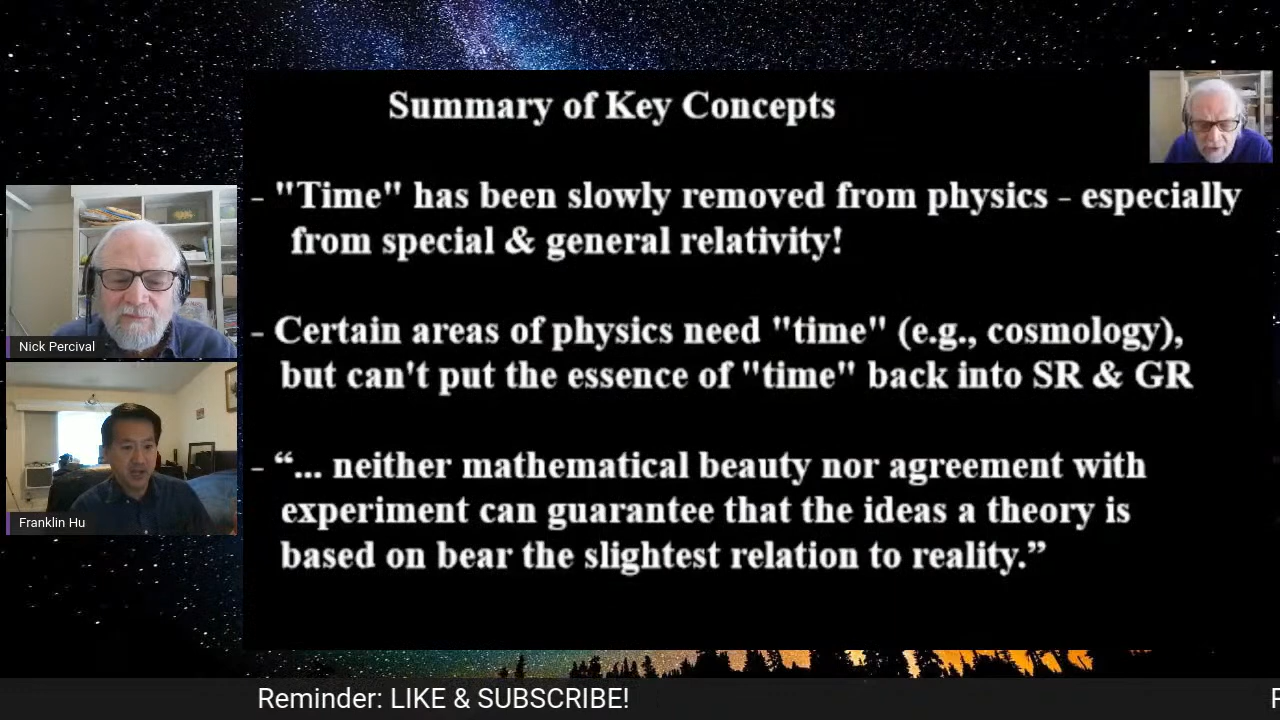 Summary of Key Concepts
- "Time" has been slowly removed from physics - especially
from special & general relativity!
- Certain areas of physics need "time" (e.g., cosmology),
but can't put the essence of "time" back into SR & GR
- “... neither mathematical beauty nor agreement with
experiment can guarantee that the ideas a theory is
based on bear the slightest relation to reality.”
Nick Percival
Franklin Hu
Reminder: LIKE & SUBSCRIBE!